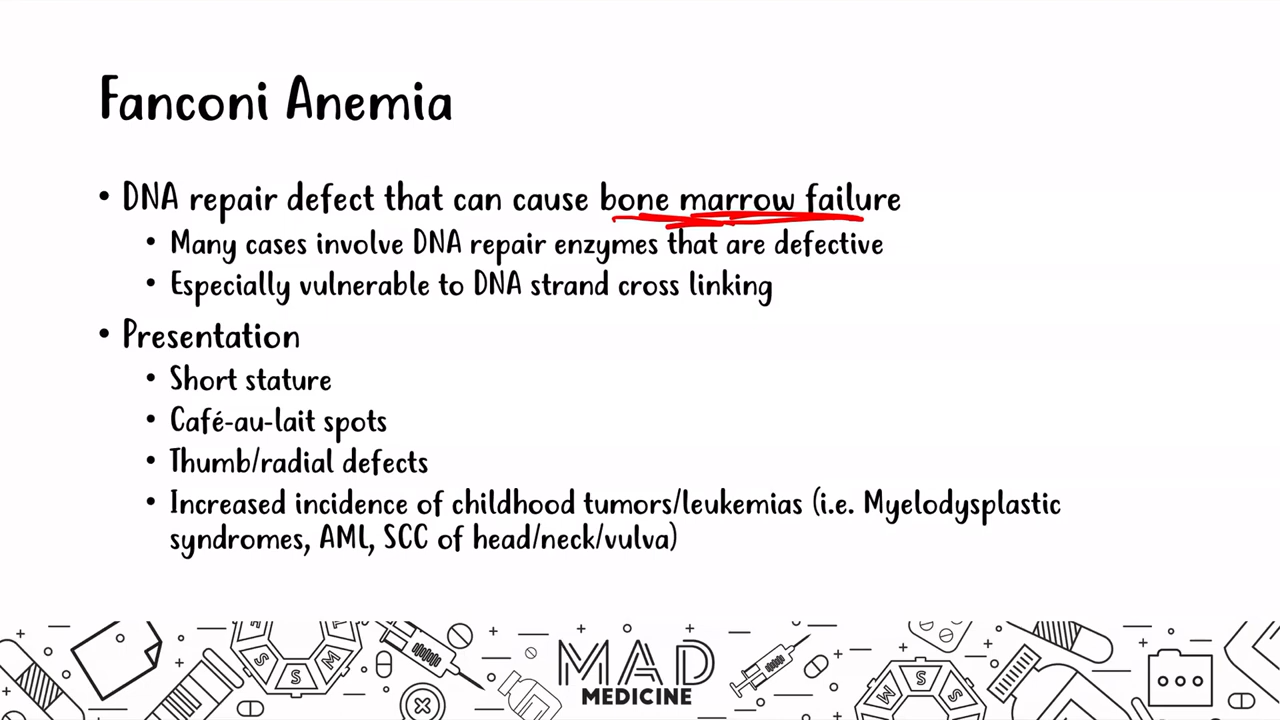 Fanconi Anemia
• DNA repair defect that can cause bone marrow failure
• Many cases involve DNA repair enzymes that are defective
• Especially vulnerable to DNA strand cross linking
• Presentation
• Short stature
• Café-au-lait spots
• Thumb/radial defects
• Increased incidence of childhood tumors/leukemias (i.e. Myelodysplastic
syndromes, AML, SCC of head/neck/vulva)
S S M
MAD
MEDICINE
M S S